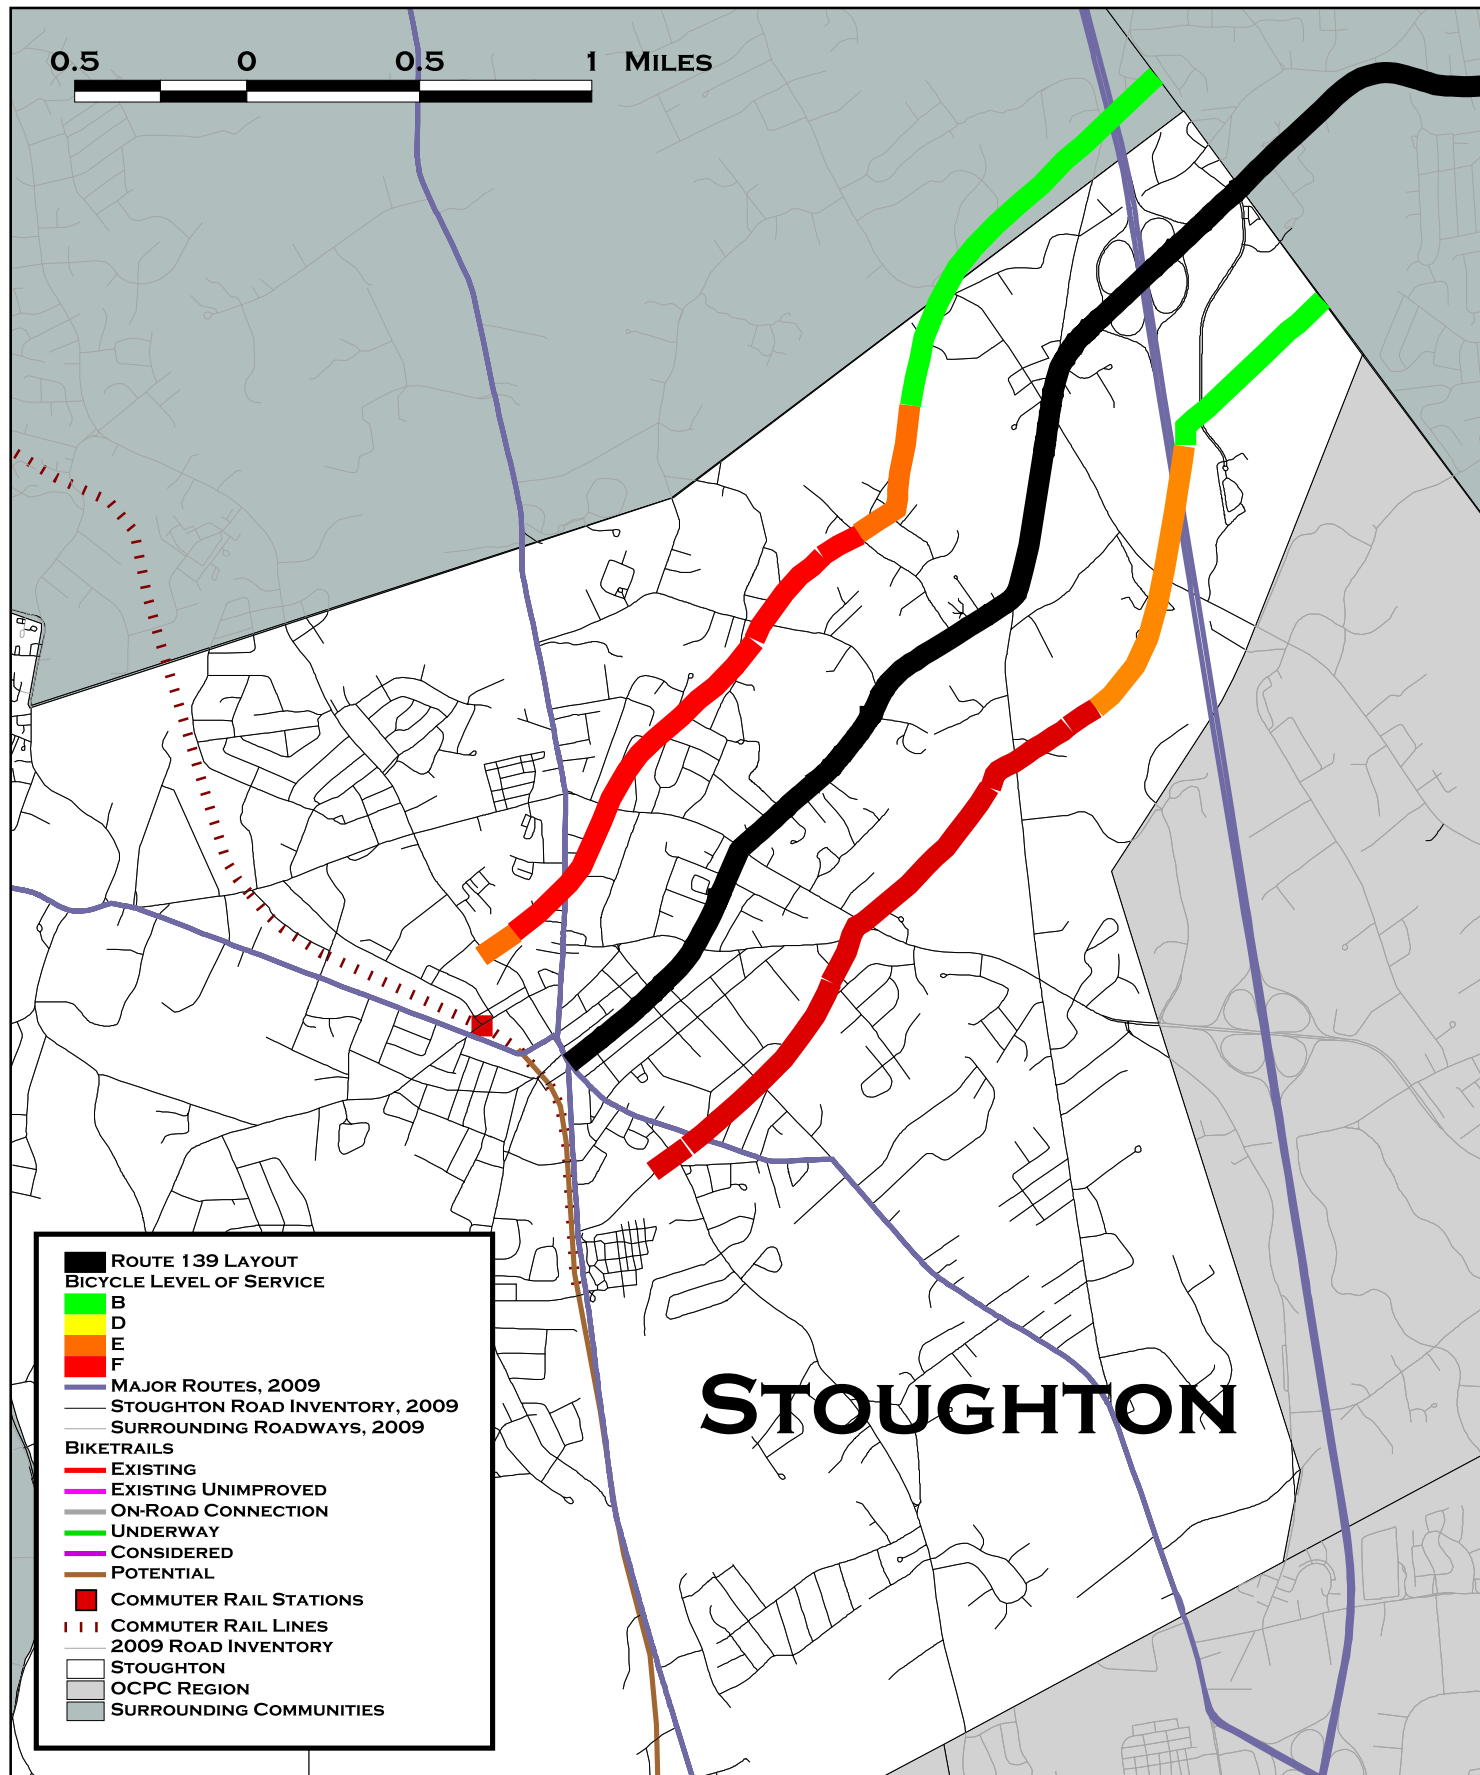 0.5 0 0.5 1 Miles
Stoughton
Route 139 Layout
Bicycle Level of Service
B
D
E
F
Major Routes, 2009
Stoughton Road Inventory, 2009
Surrounding Roadways, 2009
Biketrails
Existing
Existing Unimproved
On-Road Connection
Underway
Considered
Potential
Commuter Rail Stations
Commuter Rail Lines
2009 Road Inventory
Stoughton
OCPC Region
Surrounding Communities